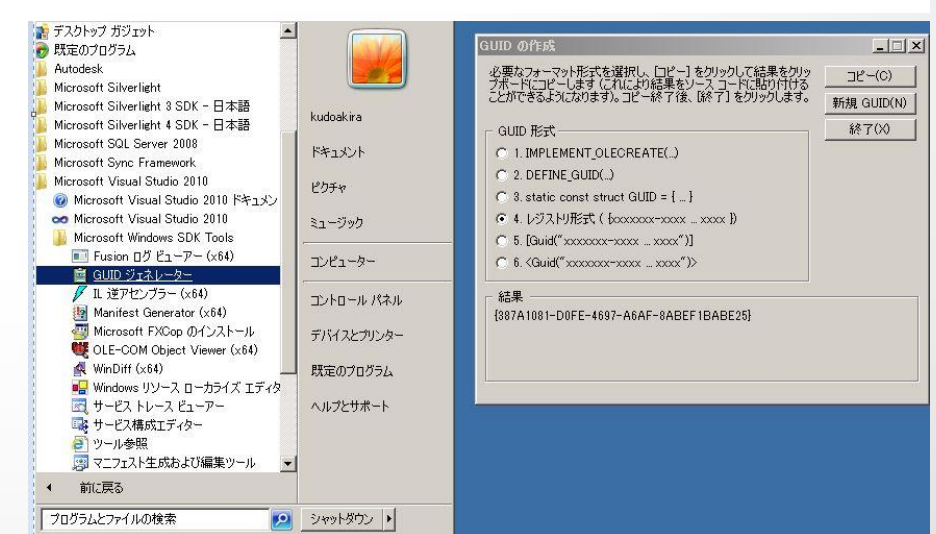 デスクトップ ガジェット
既定のプログラム
Autodesk
Microsoft Silverlight
Microsoft Silverlight 3 SDK - 日本語
Microsoft Silverlight 4 SDK - 日本語
Microsoft SQL Server 2008
Microsoft Sync Framework
Microsoft Visual Studio 2010
Microsoft Visual Studio 2010 ドキュメン
Microsoft Visual Studio 2010
Microsoft Windows SDK Tools
Fusion ログ ビューアー (x64)
GUID ジェネレーター
IL 逆アセンブラー (x64)
Manifest Generator (x64)
Microsoft FXCop のインストール
OLE-COM Object Viewer (x64)
WinDiff (x64)
Windows リソース ローカライズ エディタ
サービス トレース ビューアー
サービス構成エディター
ツール参照
マニフェスト生成および編集ツール
前に戻る
プログラムとファイルの検索
kudoakira
ドキュメント
ピクチャ
ミュージック
コンピューター
コントロール パネル
デバイスとプリンター
既定のプログラム
ヘルプとサポート
シャットダウン
GUID の作成
必要なフォーマット形式を選択し、[コピー] をクリックして結果をクリッ
プボードにコピーします (これにより結果をソース コードに貼り付ける
ことができるようになります)。コピー終了後、[終了] をクリックします。
コピー(C)
新規 GUID(N)
終了(X)
GUID 形式
1. IMPLEMENT_OLECREATE(...)
2. DEFINE_GUID(...)
3. static const struct GUID = { ... }
4. レジストリ形式 ( {xxxxxxx-xxxx ... xxxx })
5. [Guid("xxxxxxx-xxxx ... xxxx")]
6. <Guid("xxxxxxx-xxxx ... xxxx")>
結果
{387A1081-D0FE-4697-A6AF-8ABEF1BABE25}